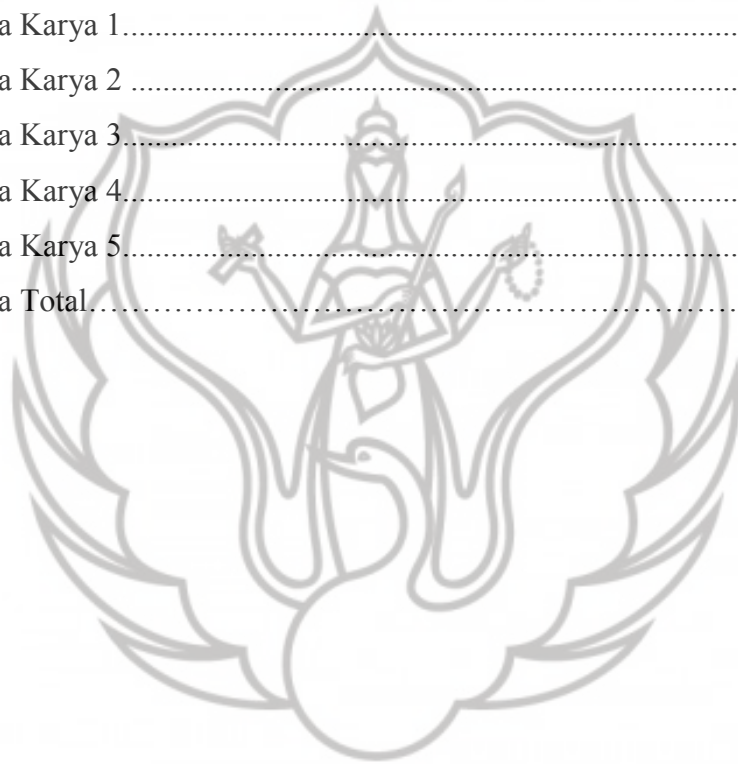 a Karya 1..............................................................................
a Karya 2 .............................................................................
a Karya 3..............................................................................
a Karya 4..............................................................................
a Karya 5..............................................................................
a Total……………………………………………………………